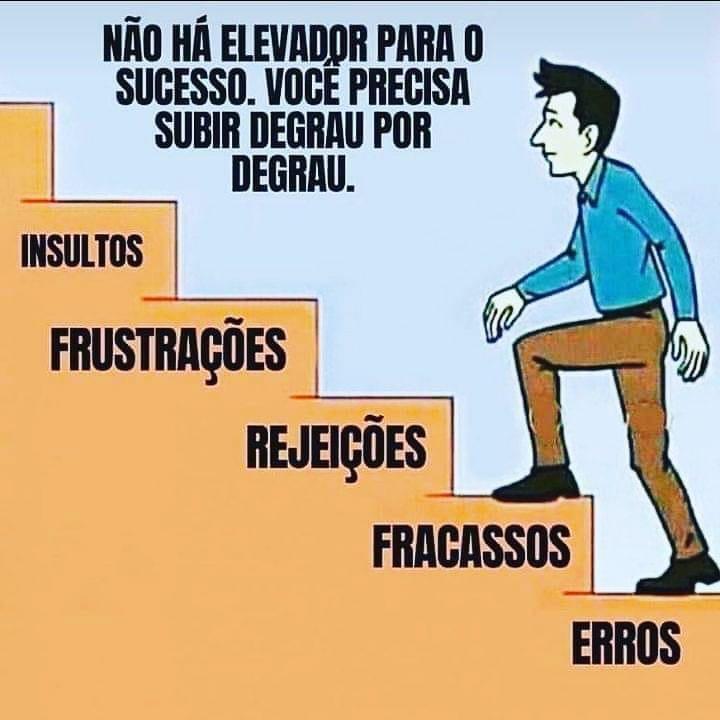 NÃO HÁ ELEVADOR PARA O
SUCESSO. VOCÊ PRECISA
SUBIR DEGRAU POR
DEGRAU.
INSULTOS
FRUSTRAÇÕES
REJEIÇÕES
FRACASSOS
ERROS